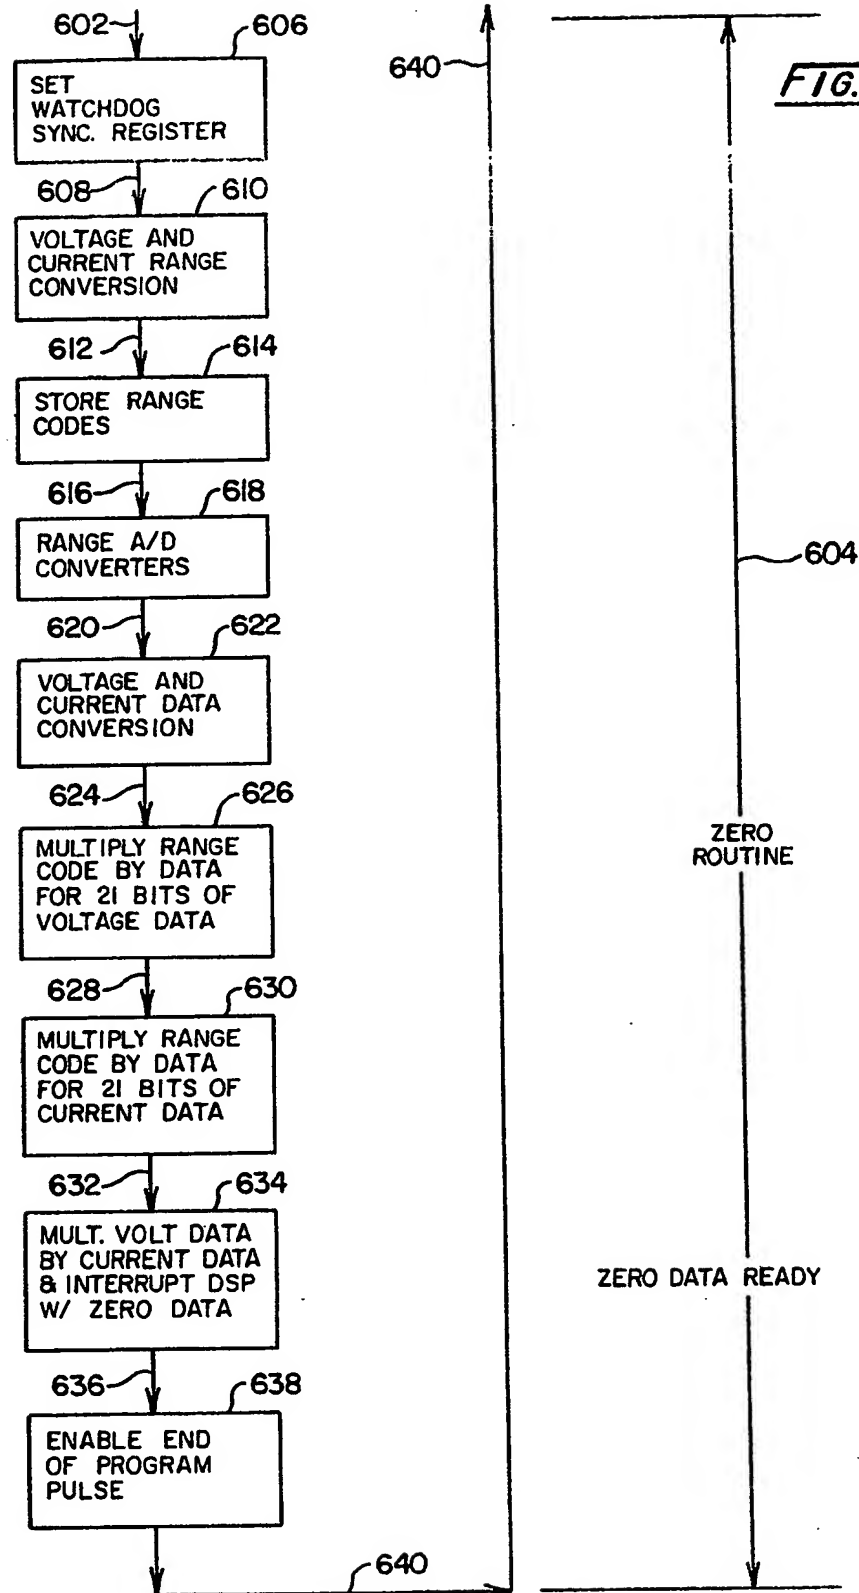 602
606
640
FIG.
SET
WATCHDOG
SYNC. REGISTER
608
610
VOLTAGE AND
CURRENT RANGE
CONVERSION
612
614
STORE RANGE
CODES
616
618
RANGE A/D
CONVERTERS
604
620
622
VOLTAGE AND
CURRENT DATA
CONVERSION
624
626
MULTIPLY RANGE
CODE BY DATA
FOR 21 BITS OF
VOLTAGE DATA
ZERO
ROUTINE
628
630
MULTIPLY RANGE
CODE BY DATA
FOR 21 BITS OF
CURRENT DATA
632
634
MULT. VOLT DATA
BY CURRENT DATA
& INTERRUPT DSP
W/ ZERO DATA
ZERO DATA READY
636
638
ENABLE END
OF PROGRAM
PULSE
640